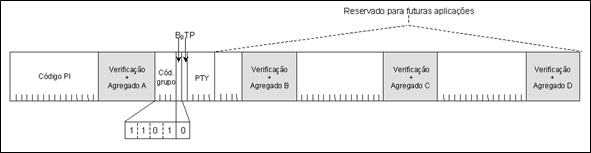 Reservado para futuras aplicações
B₀ TP
Código PI
Verificação
+
Agregado A
Cód.
grupo
PTY
Verificação
+
Agregado B
Verificação
+
Agregado C
Verificação
+
Agregado D
1 1 0 1 0